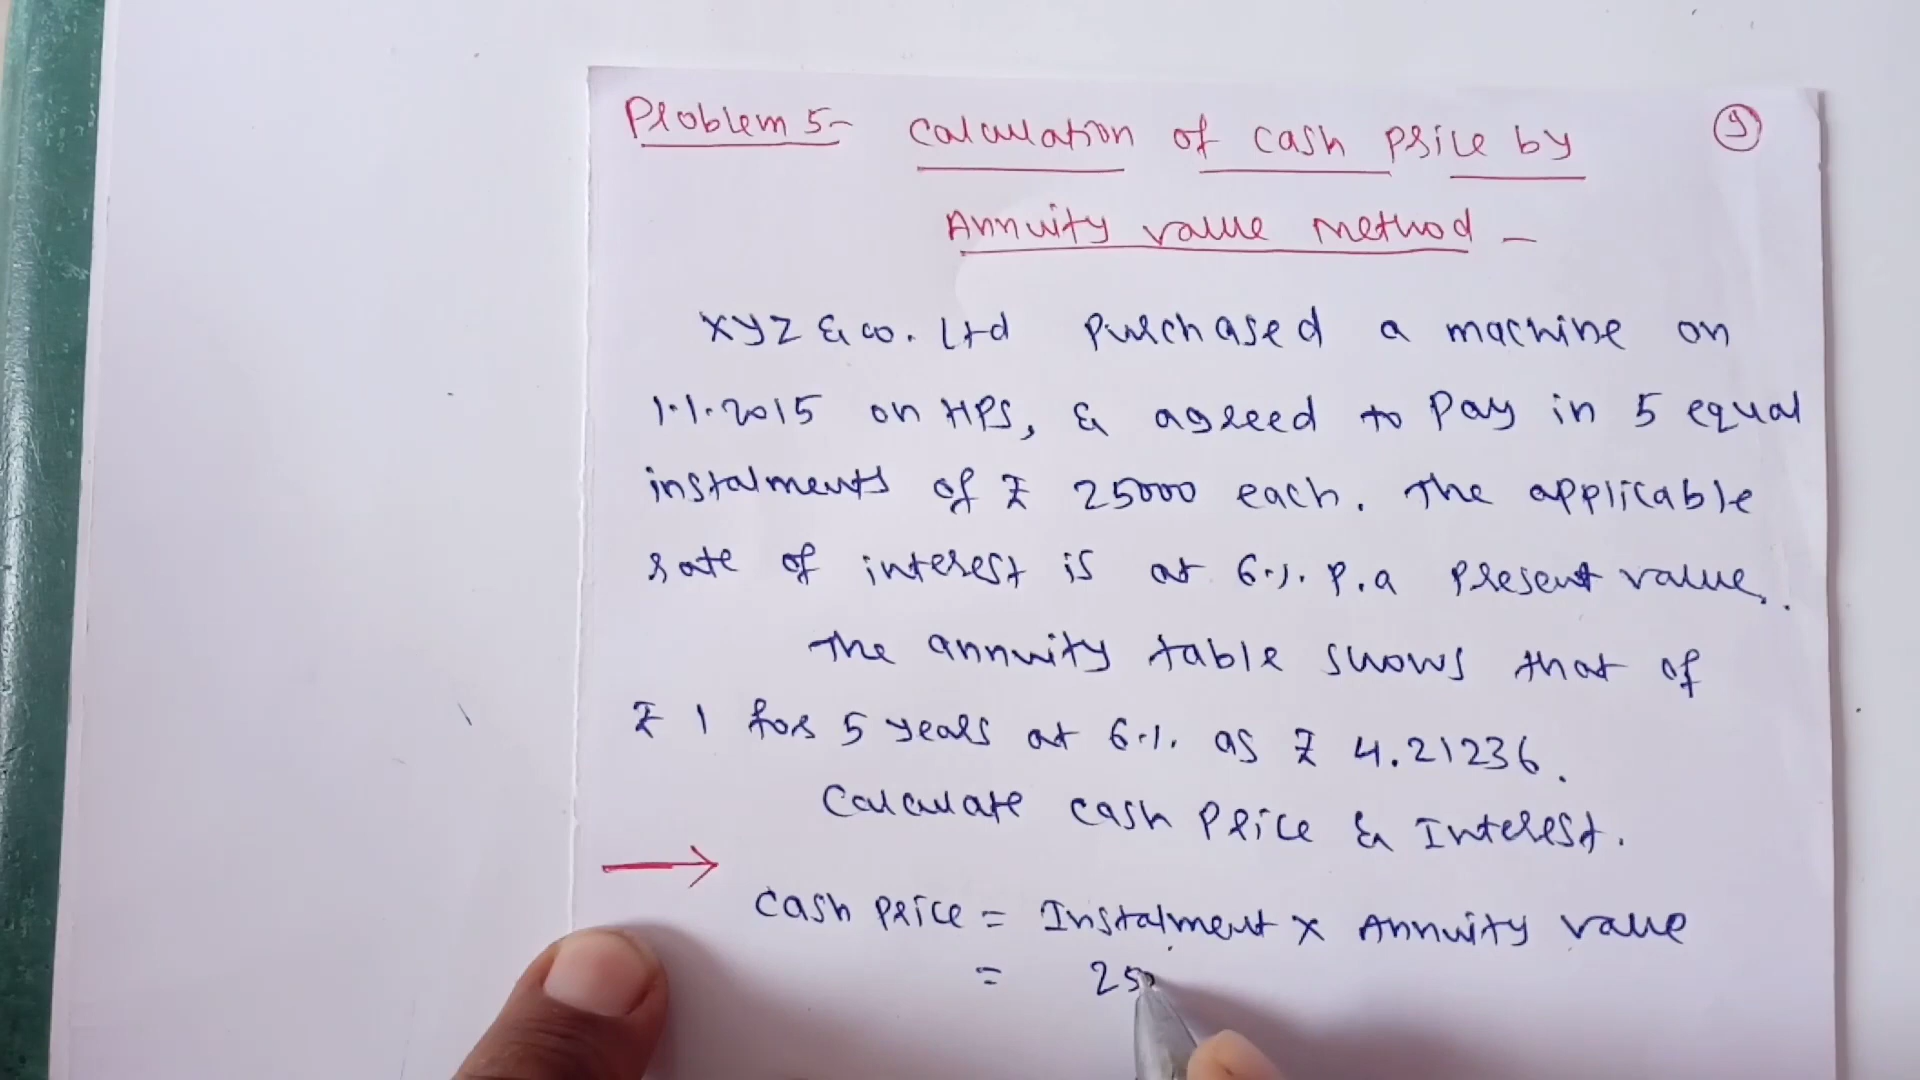 Problem 5- Calculation of cash price by
9
Annuity value Method -
XYZ & co. Ltd purchased a machine on
1.1.2015 on HPS, & agreed to pay in 5 equal
instalments of ₹ 25000 each. The applicable
rate of interest is at 6%. P.a present value.
The annuity table shows that of
₹ 1 for 5 years at 6%. as ₹ 4.21236.
Calculate cash price & Interest.
Cash price = Instalment x Annuity value
= 250